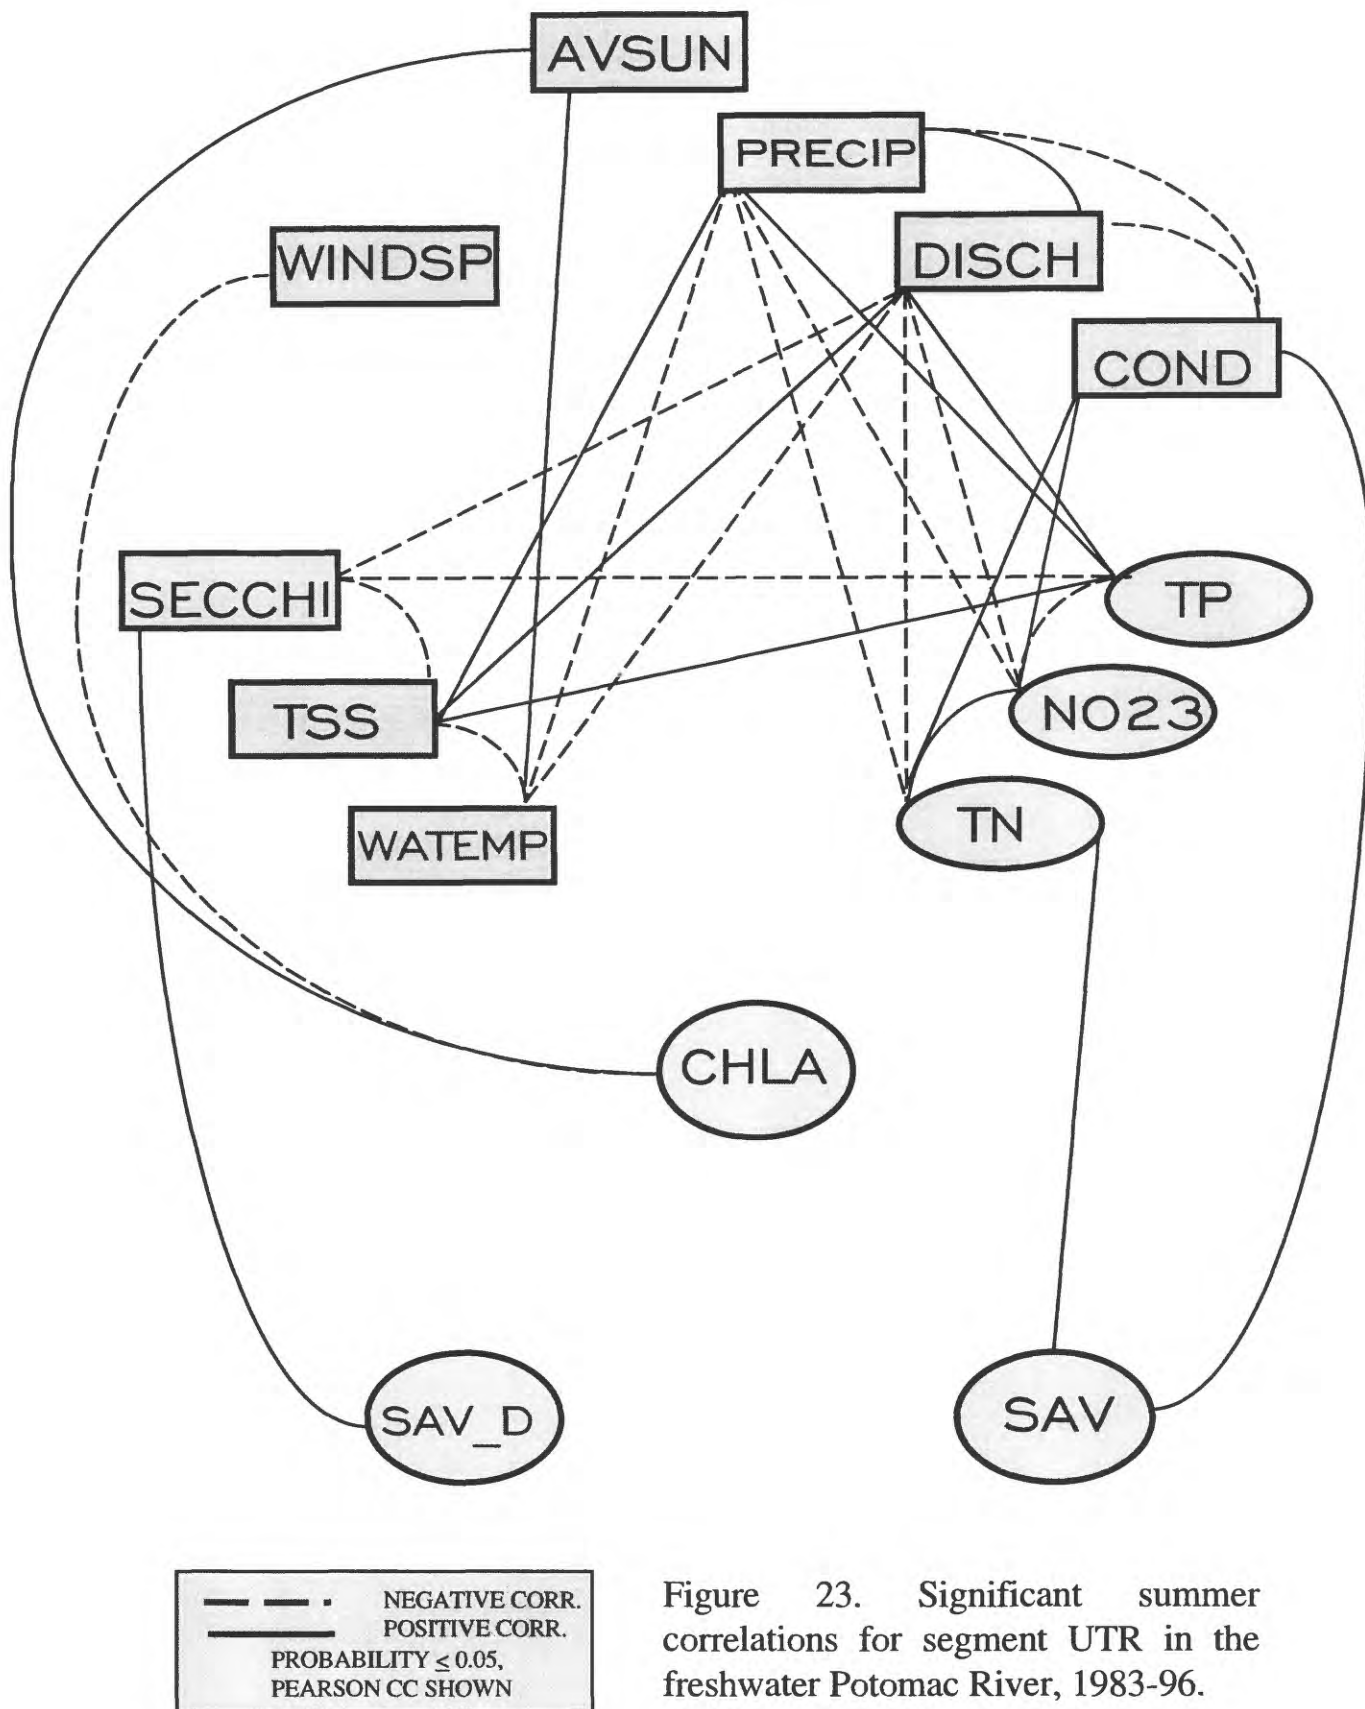 AVSUN
PRECIP
WINDSP
DISCH
COND
SECCHI
TP
TSS
NO23
WATEMP
TN
CHLA
SAV_D
SAV
NEGATIVE CORR.
POSITIVE CORR.
PROBABILITY ≤ 0.05,
PEARSON CC SHOWN
Figure 23. Significant summer
correlations for segment UTR in the
freshwater Potomac River, 1983-96.